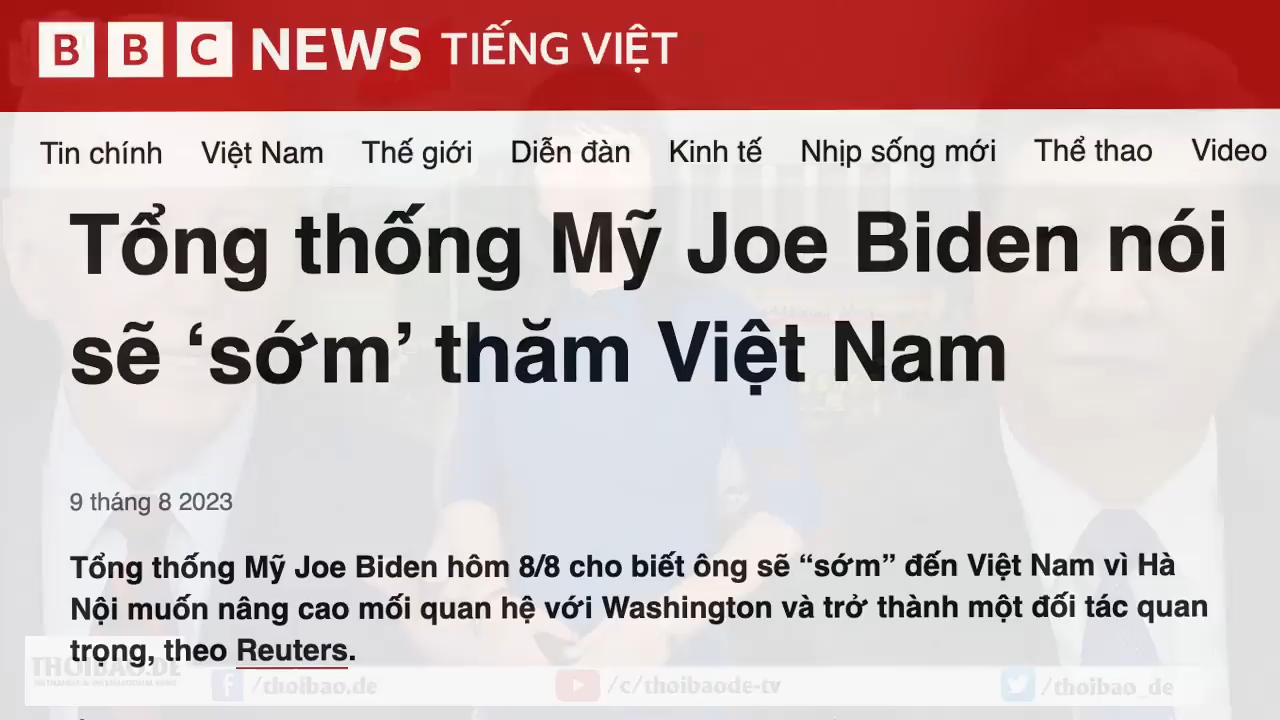 BBC NEWS TIẾNG VIỆT
Tin chính Việt Nam Thế giới Diễn đàn Kinh tế Nhịp sống mới Thể thao Video
Tổng thống Mỹ Joe Biden nói
sẽ ‘sớm’ thăm Việt Nam
9 tháng 8 2023
Tổng thống Mỹ Joe Biden hôm 8/8 cho biết ông sẽ “sớm” đến Việt Nam vì Hà
Nội muốn nâng cao mối quan hệ với Washington và trở thành một đối tác quan
trọng, theo Reuters.
THOIBAO.DE
/thoibao.de /c/thoibaode-tv /thoibao_de